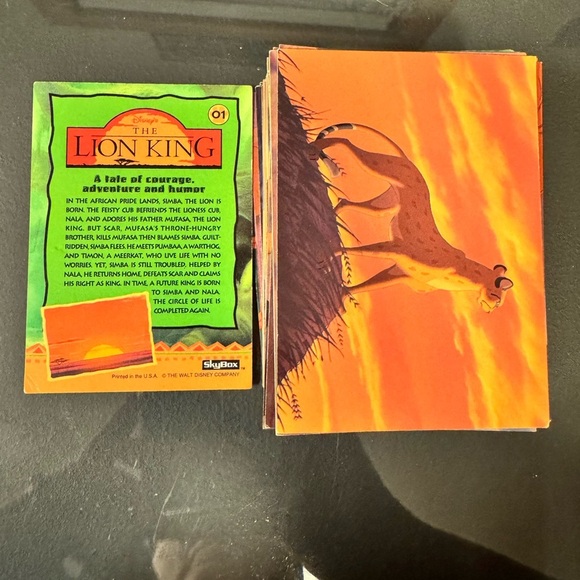 01
Disney's
THE
LION KING
A tale of courage,
adventure and humor
IN THE AFRICAN PRIDE LANDS, SIMBA, THE LION IS
BORN. THE FEISTY CUB BEFRIENDS THE LIONESS CUB,
NALA, AND ADORES HIS FATHER MUFASA, THE LION
KING. BUT SCAR, MUFASA'S THRONE-HUNGRY
BROTHER, KILLS MUFASA THEN BLAMES SIMBA. GUILT-
RIDDEN, SIMBA FLEES. HE MEETS PUMBAA, A WARTHOG,
AND TIMON, A MEERKAT, WHO LIVE LIFE WITH NO
WORRIES. YET, SIMBA IS STILL TROUBLED. HELPED BY
NALA, HE RETURNS HOME, DEFEATS SCAR AND CLAIMS
HIS RIGHT AS KING. IN TIME, A FUTURE KING IS BORN
TO SIMBA AND NALA.
THE CIRCLE OF LIFE IS
COMPLETED AGAIN.
SKYBOX™
Printed in the U.S.A. © THE WALT DISNEY COMPANY